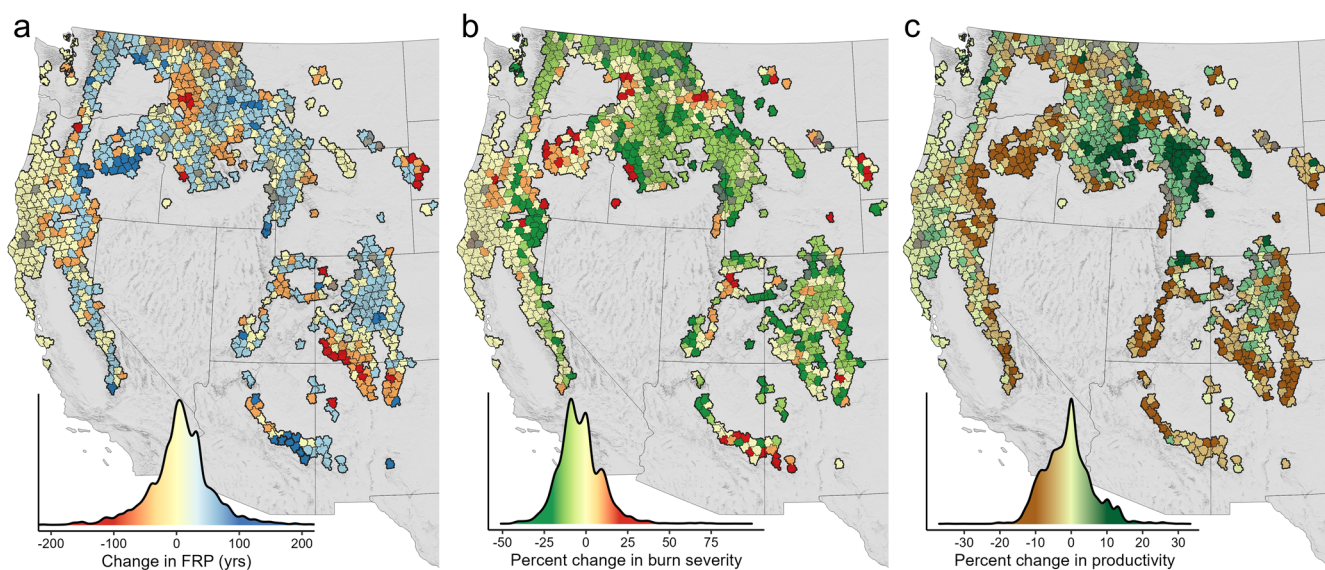 a
b
c
-200 -100 0 100 200
Change in FRP (yrs)
-50 -25 0 25 50 75
Percent change in burn severity
-30 -20 -10 0 10 20 30
Percent change in productivity